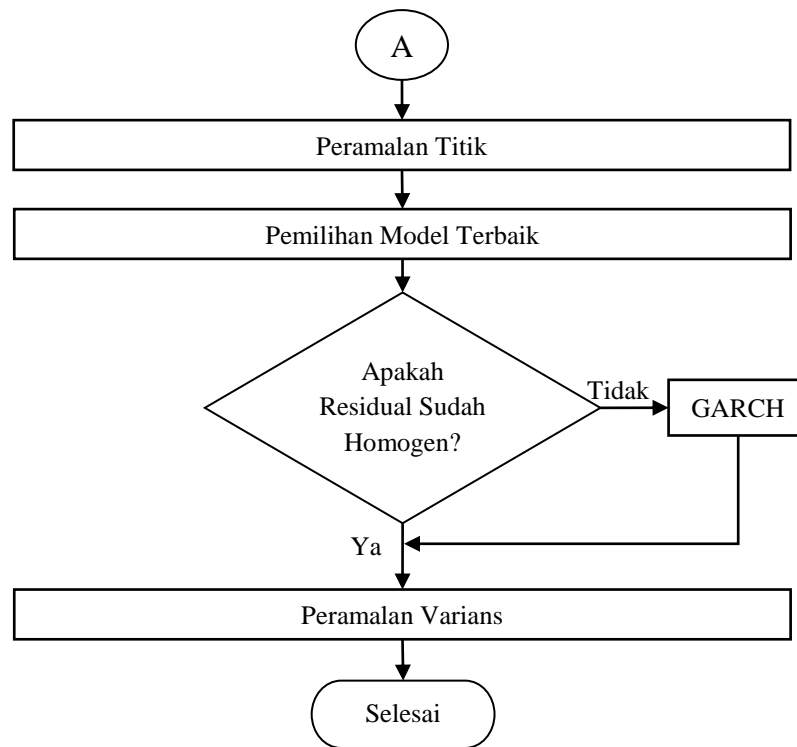 A
Peramalan Titik
Pemilihan Model Terbaik
Apakah
Residual Sudah
Homogen?
Tidak
GARCH
Ya
Peramalan Varians
Selesai